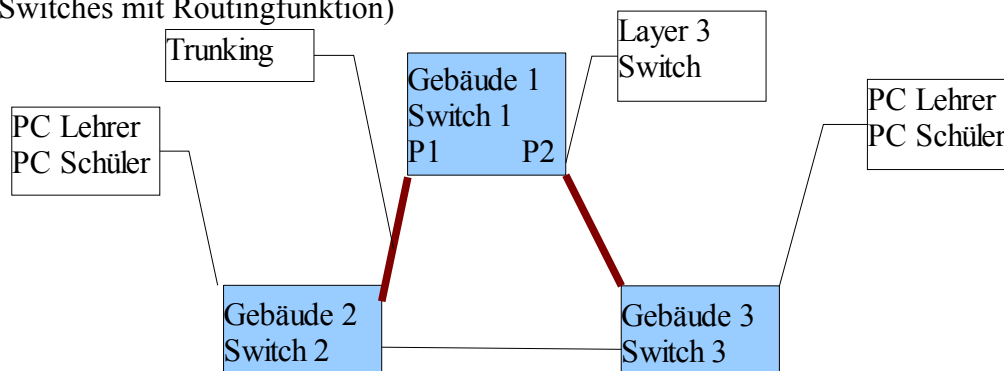 Switches mit Routingfunktion)
Trunking
Layer 3
Switch
Gebäude 1
Switch 1
P1 P2
PC Lehrer
PC Schüler
PC Lehrer
PC Schüler
Gebäude 2
Switch 2
Gebäude 3
Switch 3